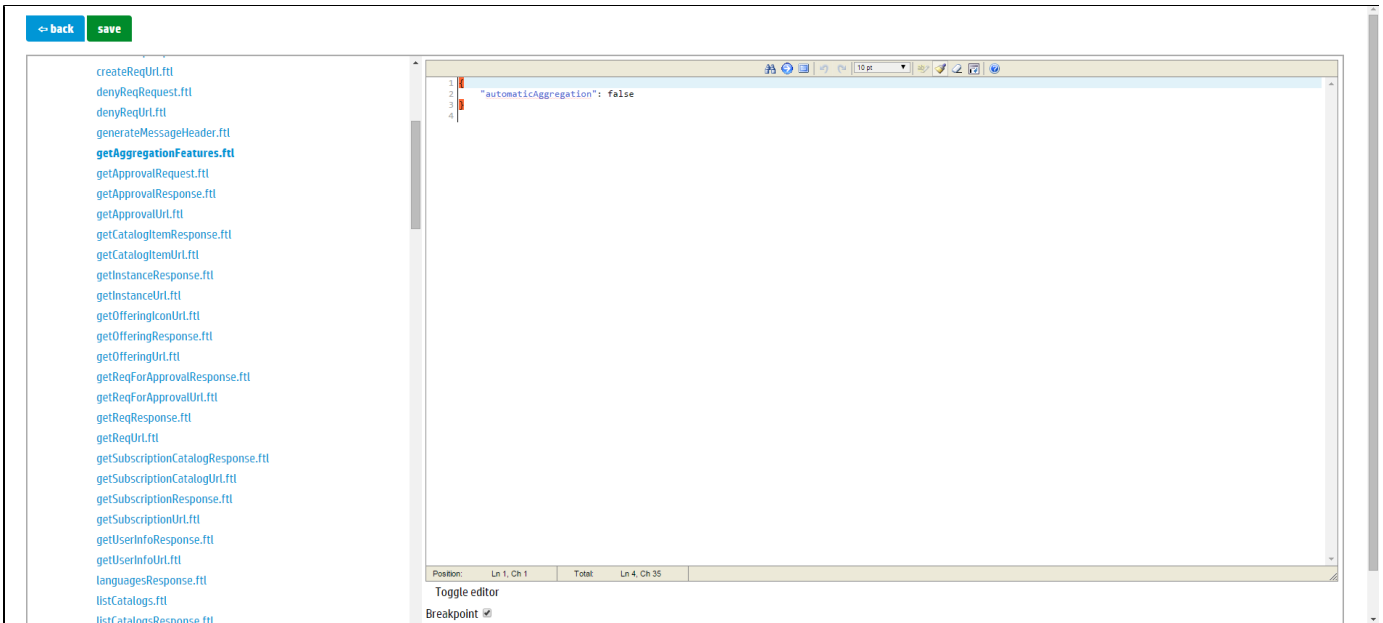 ⇦ back save
createReqUrl.ftl
denyReqRequest.ftl
denyReqUrl.ftl
generateMessageHeader.ftl
getAggregationFeatures.ftl
getApprovalRequest.ftl
getApprovalResponse.ftl
getApprovalUrl.ftl
getCatalogItemResponse.ftl
getCatalogItemUrl.ftl
getInstanceResponse.ftl
getInstanceUrl.ftl
getOfferingIconUrl.ftl
getOfferingResponse.ftl
getOfferingUrl.ftl
getReqForApprovalResponse.ftl
getReqForApprovalUrl.ftl
getReqResponse.ftl
getReqUrl.ftl
getSubscriptionCatalogResponse.ftl
getSubscriptionCatalogUrl.ftl
getSubscriptionResponse.ftl
getSubscriptionUrl.ftl
getUserInfoResponse.ftl
getUserInfoUrl.ftl
languagesResponse.ftl
listCatalogs.ftl
listCatalogsResponse.ftl
10 pt
1 {
2 "automaticAggregation": false
3 }
4
Position: Ln 1, Ch 1 Total: Ln 4, Ch 35
Toggle editor
Breakpoint